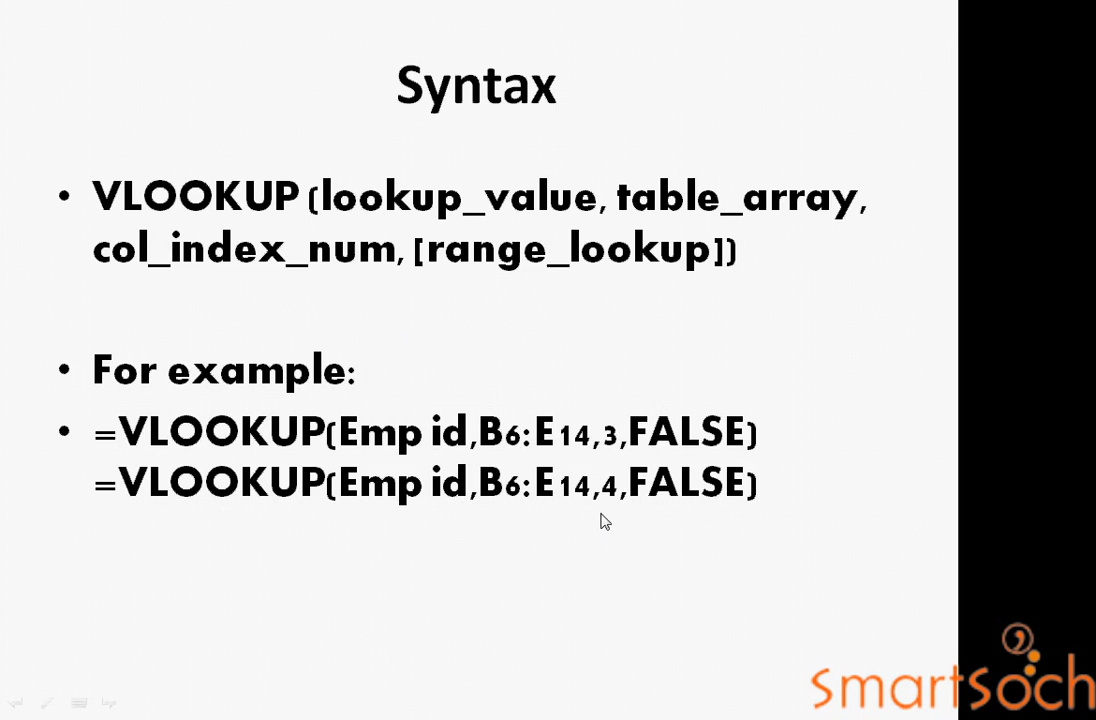 Syntax
• VLOOKUP (lookup_value, table_array,
col_index_num, [range_lookup])
• For example:
• =VLOOKUP(Emp id,B6:E14,3,FALSE)
=VLOOKUP(Emp id,B6:E14,4,FALSE)
SmartSoch